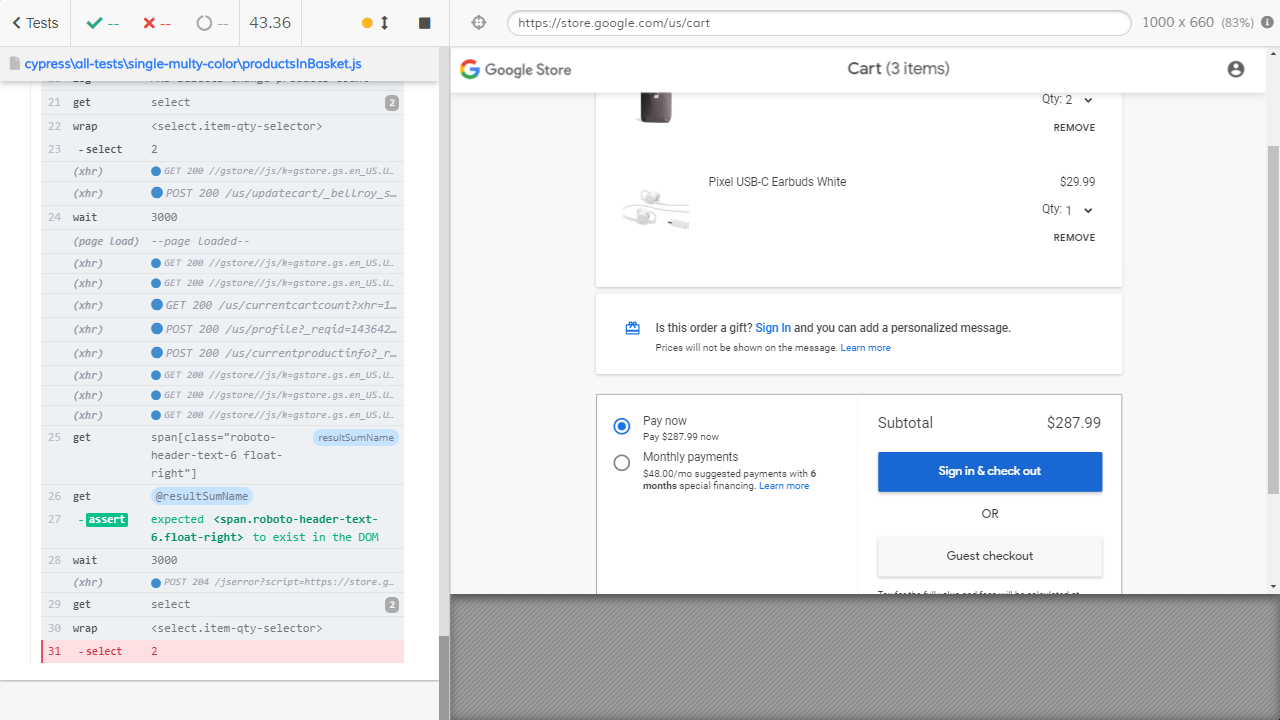 Tests
--
--
--
43.36
https://store.google.com/us/cart
1000 x 660 (83%)
cypress\all-tests\single-multy-color\productsInBasket.js
21 get select 2
22 wrap <select.item-qty-selector>
23 -select 2
(xhr) GET 200 //gstore//js/k=gstore.gs.en_US.U…
(xhr) POST 200 /us/updatecart/_bellroy_s…
24 wait 3000
(page load) --page loaded--
(xhr) GET 200 //gstore//js/k=gstore.gs.en_US.U…
(xhr) GET 200 //gstore//js/k=gstore.gs.en_US.U…
(xhr) GET 200 /us/currentcartcount?xhr=1…
(xhr) POST 200 /us/profile?_reqid=143642…
(xhr) POST 200 /us/currentproductinfo?_r…
(xhr) GET 200 //gstore//js/k=gstore.gs.en_US.U…
(xhr) GET 200 //gstore//js/k=gstore.gs.en_US.U…
(xhr) GET 200 //gstore//js/k=gstore.gs.en_US.U…
25 get span[class="roboto- resultSumName
header-text-6 float-
right"]
26 get @resultSumName
27 -assert expected <span.roboto-header-text-
6.float-right> to exist in the DOM
28 wait 3000
(xhr) POST 204 /jserror?script=https://store.g…
29 get select 2
30 wrap <select.item-qty-selector>
31 -select 2
Google Store
Cart (3 items)
Qty: 2
REMOVE
Pixel USB-C Earbuds White $29.99
Qty: 1
REMOVE
Is this order a gift? Sign In and you can add a personalized message.
Prices will not be shown on the message. Learn more
Pay now
Pay $287.99 now
Monthly payments
$48.00/mo suggested payments with 6
months special financing. Learn more
Subtotal $287.99
Sign in & check out
OR
Guest checkout